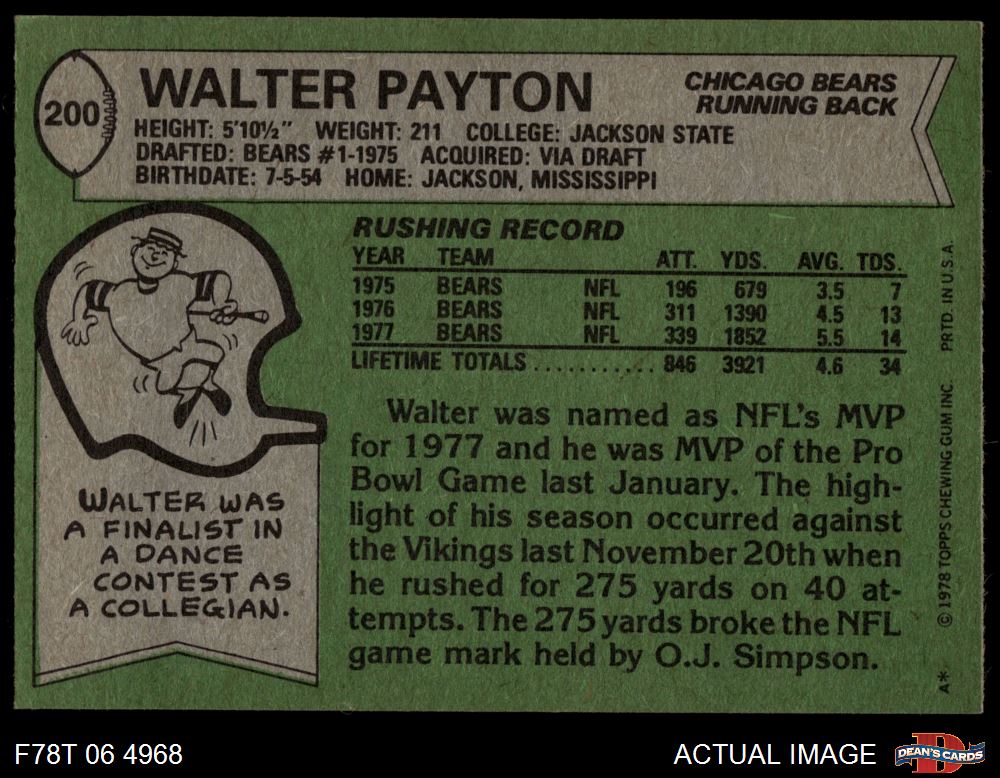 200
WALTER PAYTON
CHICAGO BEARS
RUNNING BACK
HEIGHT: 5'10½" WEIGHT: 211 COLLEGE: JACKSON STATE
DRAFTED: BEARS #1-1975 ACQUIRED: VIA DRAFT
BIRTHDATE: 7-5-54 HOME: JACKSON, MISSISSIPPI
RUSHING RECORD
YEAR TEAM ATT. YDS. AVG. TDS.
1975 BEARS NFL 196 679 3.5 7
1976 BEARS NFL 311 1390 4.5 13
1977 BEARS NFL 339 1852 5.5 14
LIFETIME TOTALS ........... 846 3921 4.6 34
Walter was named as NFL's MVP
for 1977 and he was MVP of the Pro
Bowl Game last January. The high-
light of his season occurred against
the Vikings last November 20th when
he rushed for 275 yards on 40 at-
tempts. The 275 yards broke the NFL
game mark held by O.J. Simpson.
WALTER WAS
A FINALIST IN
A DANCE
CONTEST AS
A COLLEGIAN.
A* © 1978 TOPPS CHEWING GUM INC. PRTD. IN U.S.A.
F78T 06 4968
ACTUAL IMAGE
DEAN'S CARDS